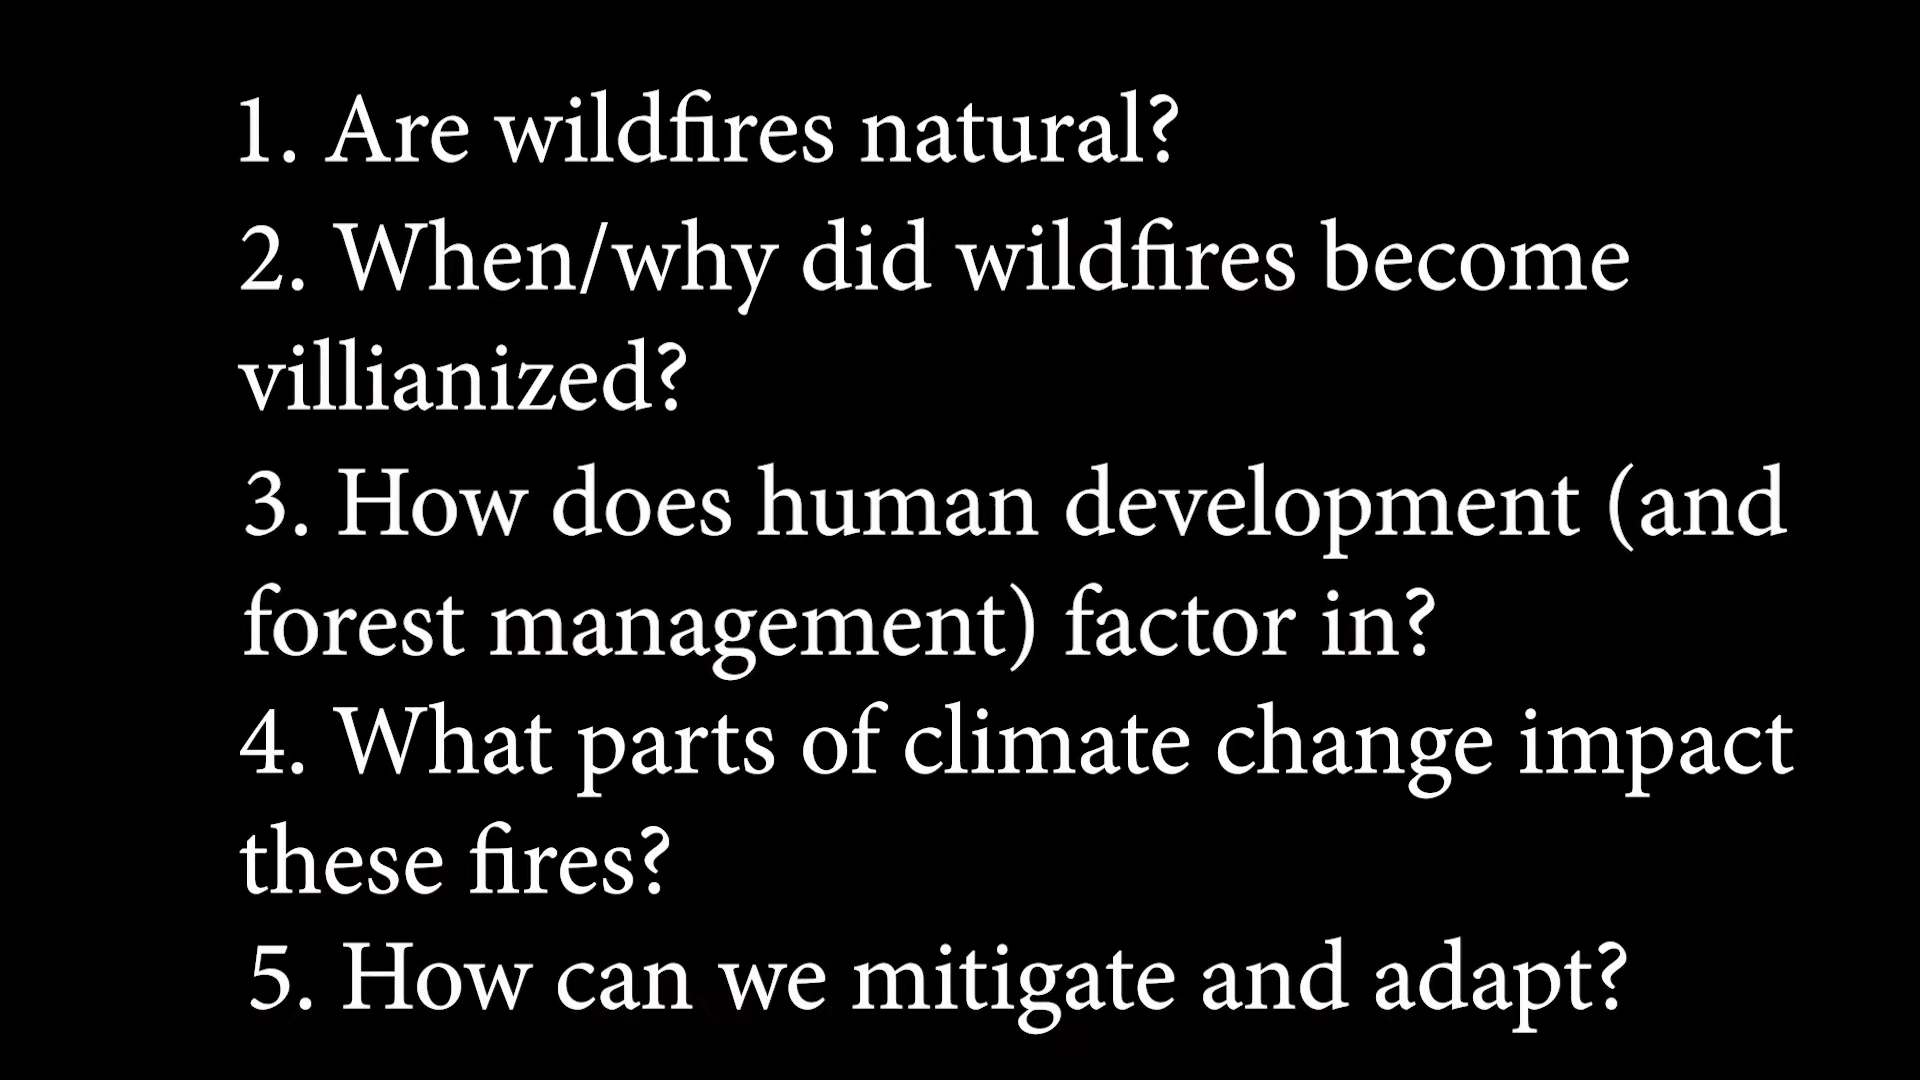 1. Are wildfires natural?
2. When/why did wildfires become
villianized?
3. How does human development (and
forest management) factor in?
4. What parts of climate change impact
these fires?
5. How can we mitigate and adapt?